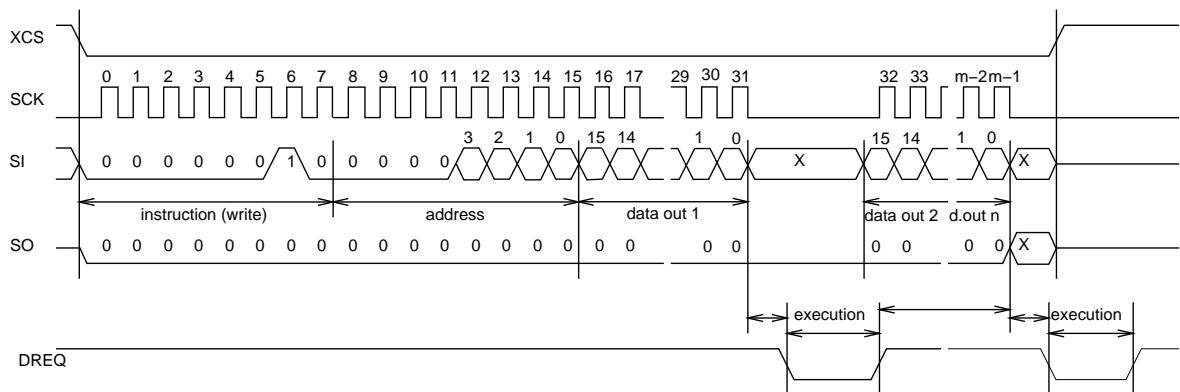 XCS
0 1 2 3 4 5 6 7 8 9 10 11 12 13 14 15 16 17 29 30 31 32 33 m−2 m−1
SCK
3 2 1 0 15 14 1 0 15 14 1 0
SI 0 0 0 0 0 0 1 0 0 0 0 0 X X
instruction (write) address data out 1 data out 2 d.out n
SO 0 0 0 0 0 0 0 0 0 0 0 0 0 0 0 0 0 0 0 0 0 0 0 0 X
execution execution
DREQ